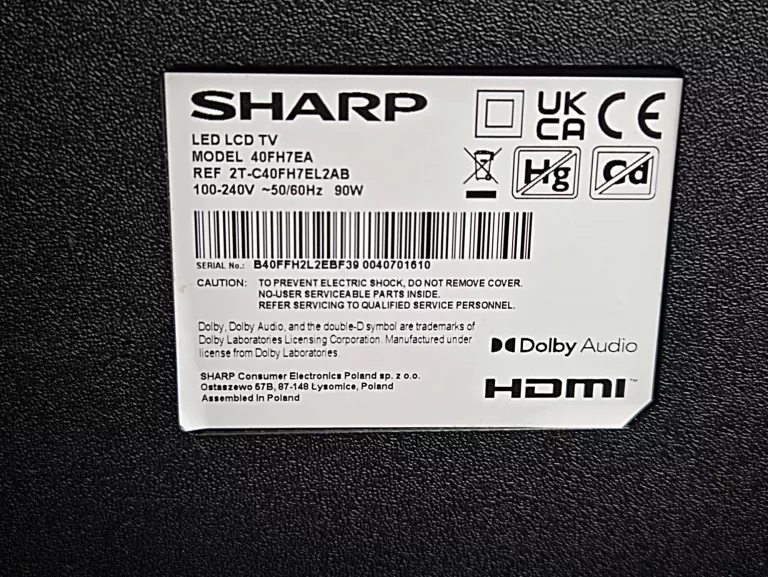 SHARP
UK
CA
CE
LED LCD TV
MODEL 40FH7EA
REF 2T-C40FH7EL2AB
100-240V ~50/60Hz 90W
Hg
Cd
SERIAL No.: B40FFH2L2EBF39 0040701610
CAUTION: TO PREVENT ELECTRIC SHOCK, DO NOT REMOVE COVER.
NO-USER SERVICEABLE PARTS INSIDE.
REFER SERVICING TO QUALIFIED SERVICE PERSONNEL.
Dolby, Dolby Audio, and the double-D symbol are trademarks of
Dolby Laboratories Licensing Corporation. Manufactured under
license from Dolby Laboratories.
Dolby Audio
SHARP Consumer Electronics Poland sp. z o.o.
Ostaszewo 57B, 87-148 Łysomice, Poland
Assembled in Poland
HDMI™